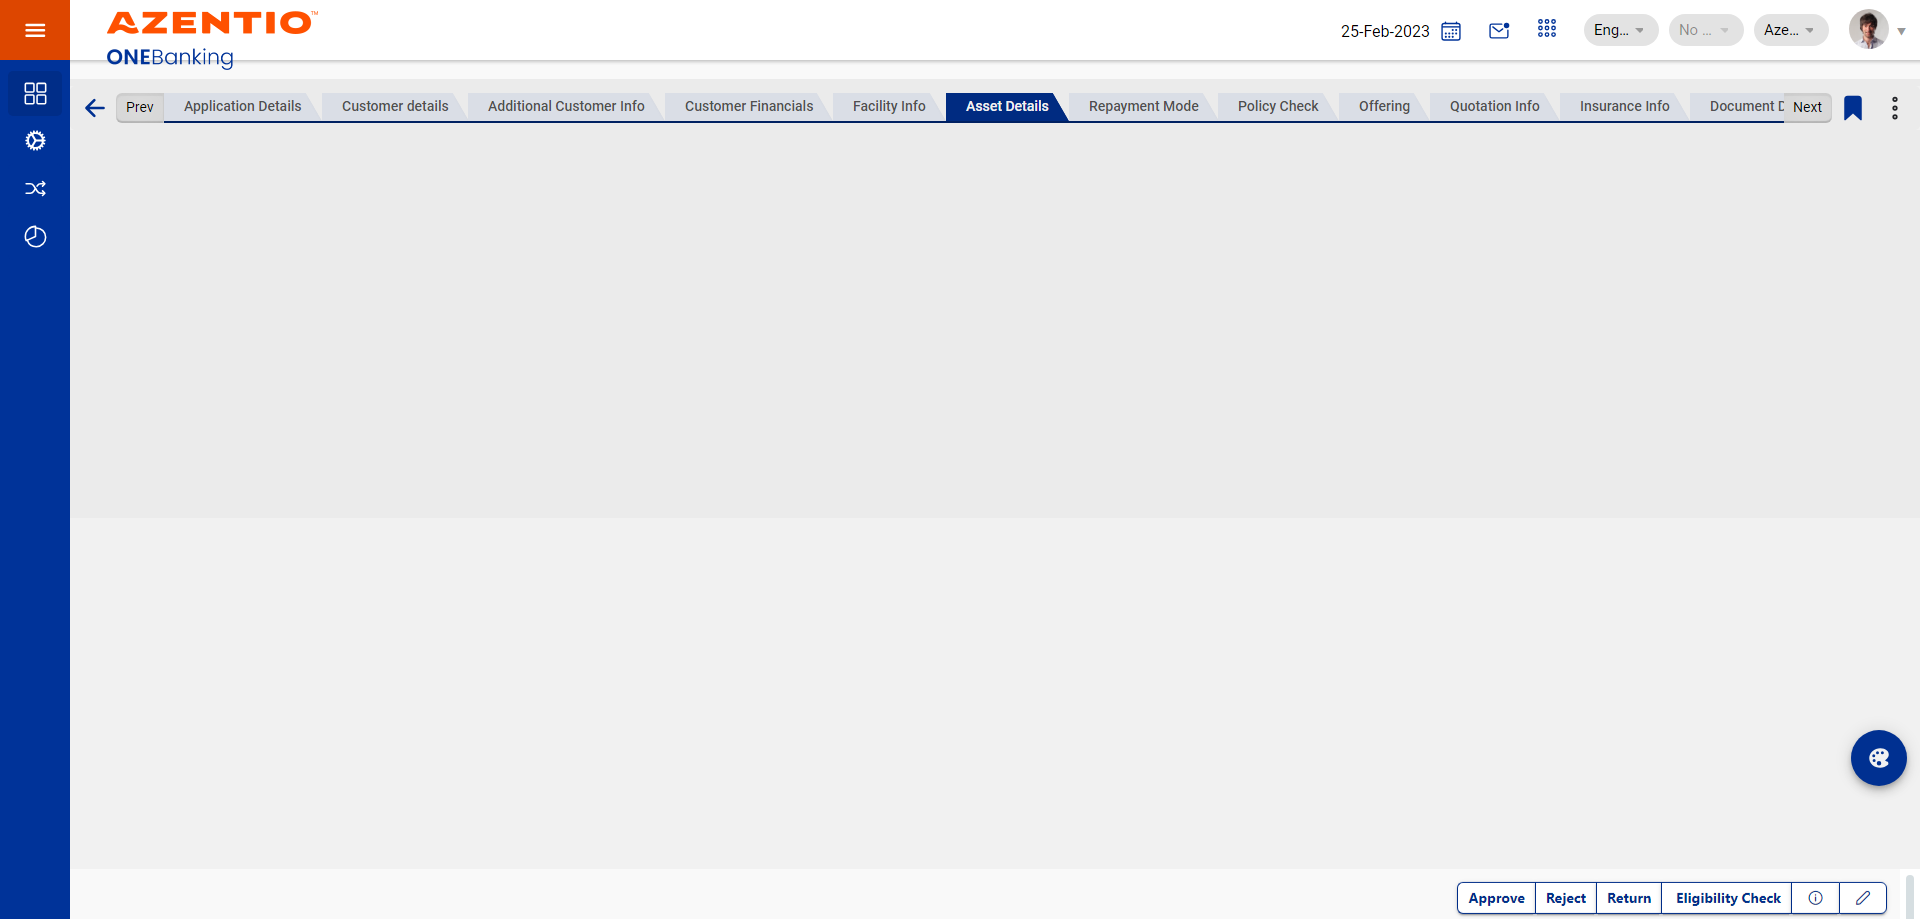 AZENTIO™
ONEBanking
25-Feb-2023
Eng...
No ...
Aze...
Prev
Application Details
Customer details
Additional Customer Info
Customer Financials
Facility Info
Asset Details
Repayment Mode
Policy Check
Offering
Quotation Info
Insurance Info
Document D
Next
Approve
Reject
Return
Eligibility Check